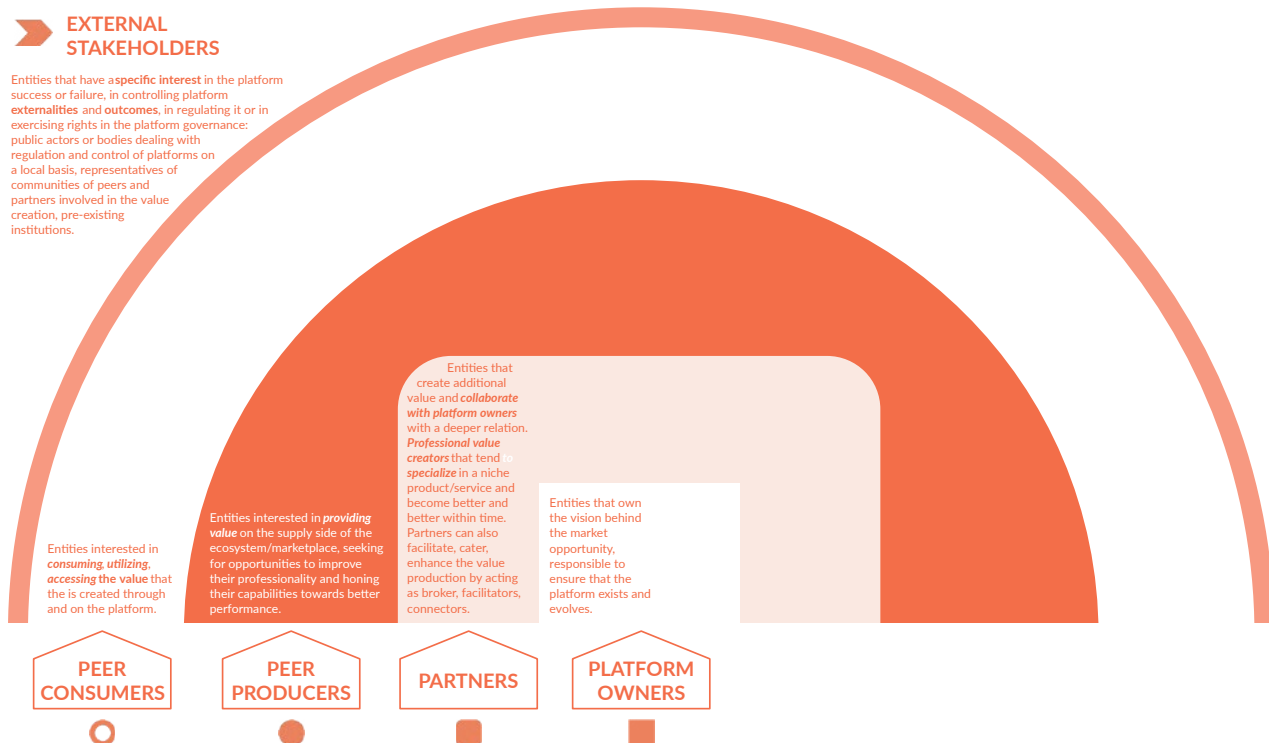 EXTERNAL
STAKEHOLDERS
Entities that have a specific interest in the platform
success or failure, in controlling platform
externalities and outcomes, in regulating it or in
exercising rights in the platform governance:
public actors or bodies dealing with
regulation and control of platforms on
a local basis, representatives of
communities of peers and
partners involved in the value
creation, pre-existing
institutions.
Entities interested in
consuming, utilizing,
accessing the value that
the is created through
and on the platform.
Entities interested in providing
value on the supply side of the
ecosystem/marketplace, seeking
for opportunities to improve
their professionality and honing
their capabilities towards better
performance.
Entities that
create additional
value and collaborate
with platform owners
with a deeper relation.
Professional value
creators that tend to
specialize in a niche
product/service and
become better and
better within time.
Partners can also
facilitate, cater,
enhance the value
production by acting
as broker, facilitators,
connectors.
Entities that own
the vision behind
the market
opportunity,
responsible to
ensure that the
platform exists and
evolves.
PEER
CONSUMERS
PEER
PRODUCERS
PARTNERS
PLATFORM
OWNERS